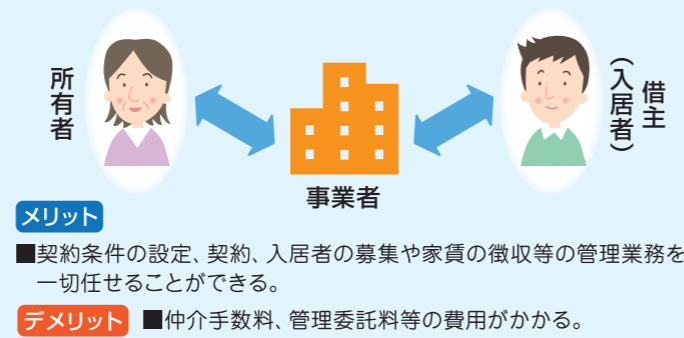 所有者
事業者
借主
（入居者）
メリット
■契約条件の設定、契約、入居者の募集や家賃の徴収等の管理業務を
一切任せることができる。
デメリット ■仲介手数料、管理委託料等の費用がかかる。